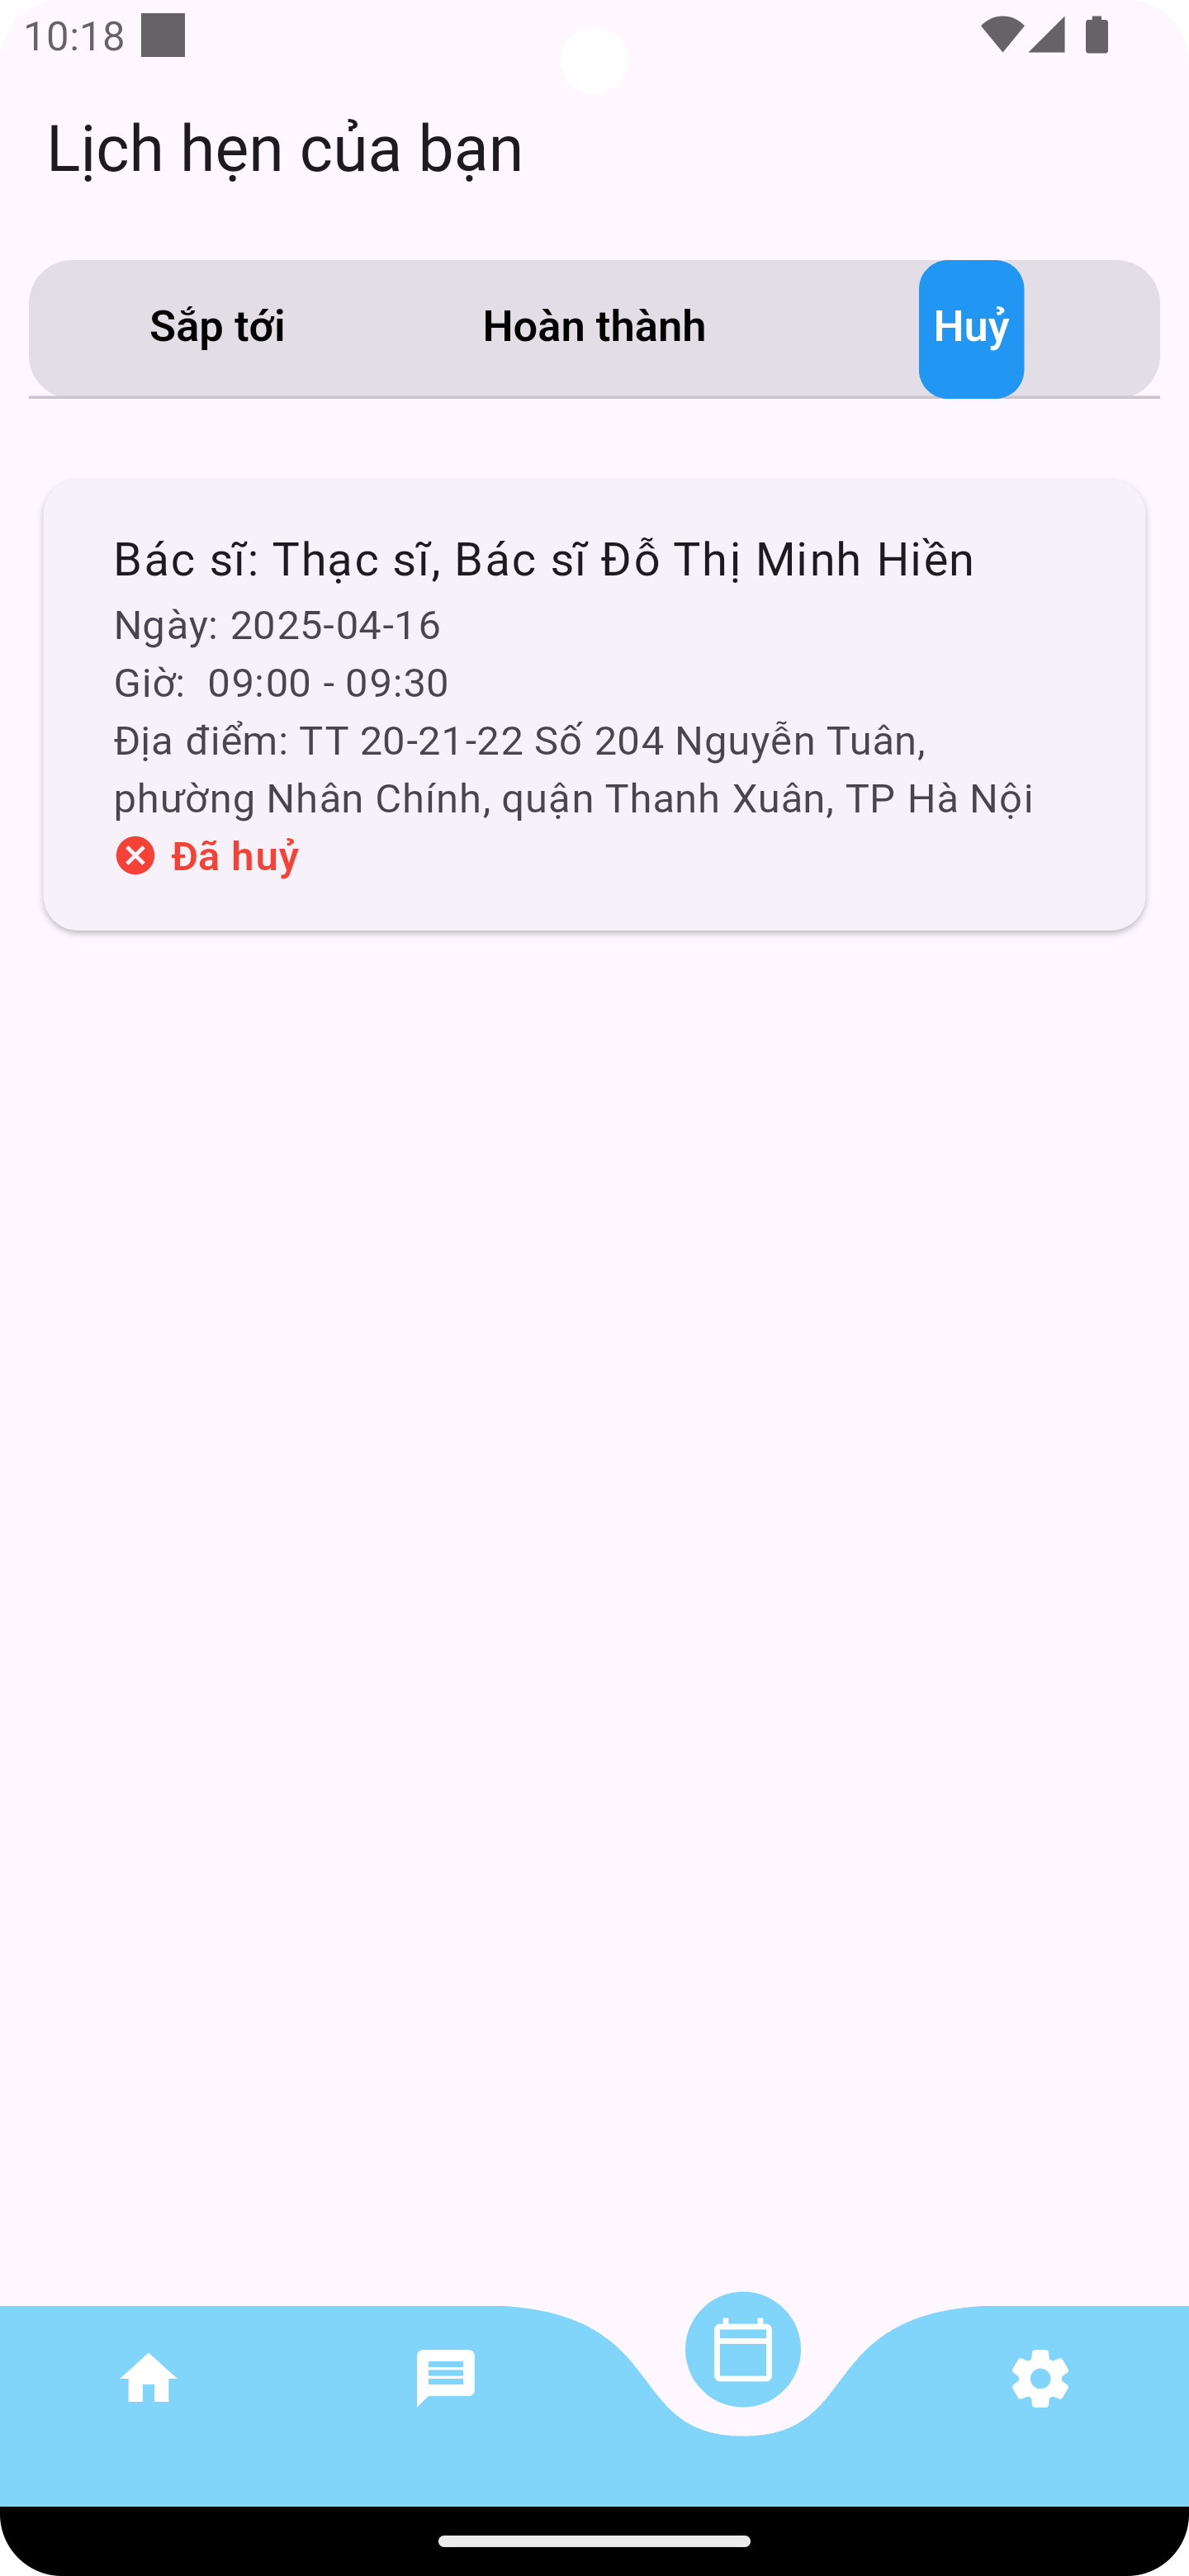 10:18
Lịch hẹn của bạn
Sắp tới
Hoàn thành
Huỷ
Bác sĩ: Thạc sĩ, Bác sĩ Đỗ Thị Minh Hiền
Ngày: 2025-04-16
Giờ:  09:00 - 09:30
Địa điểm: TT 20-21-22 Số 204 Nguyễn Tuân,
phường Nhân Chính, quận Thanh Xuân, TP Hà Nội
Đã huỷ